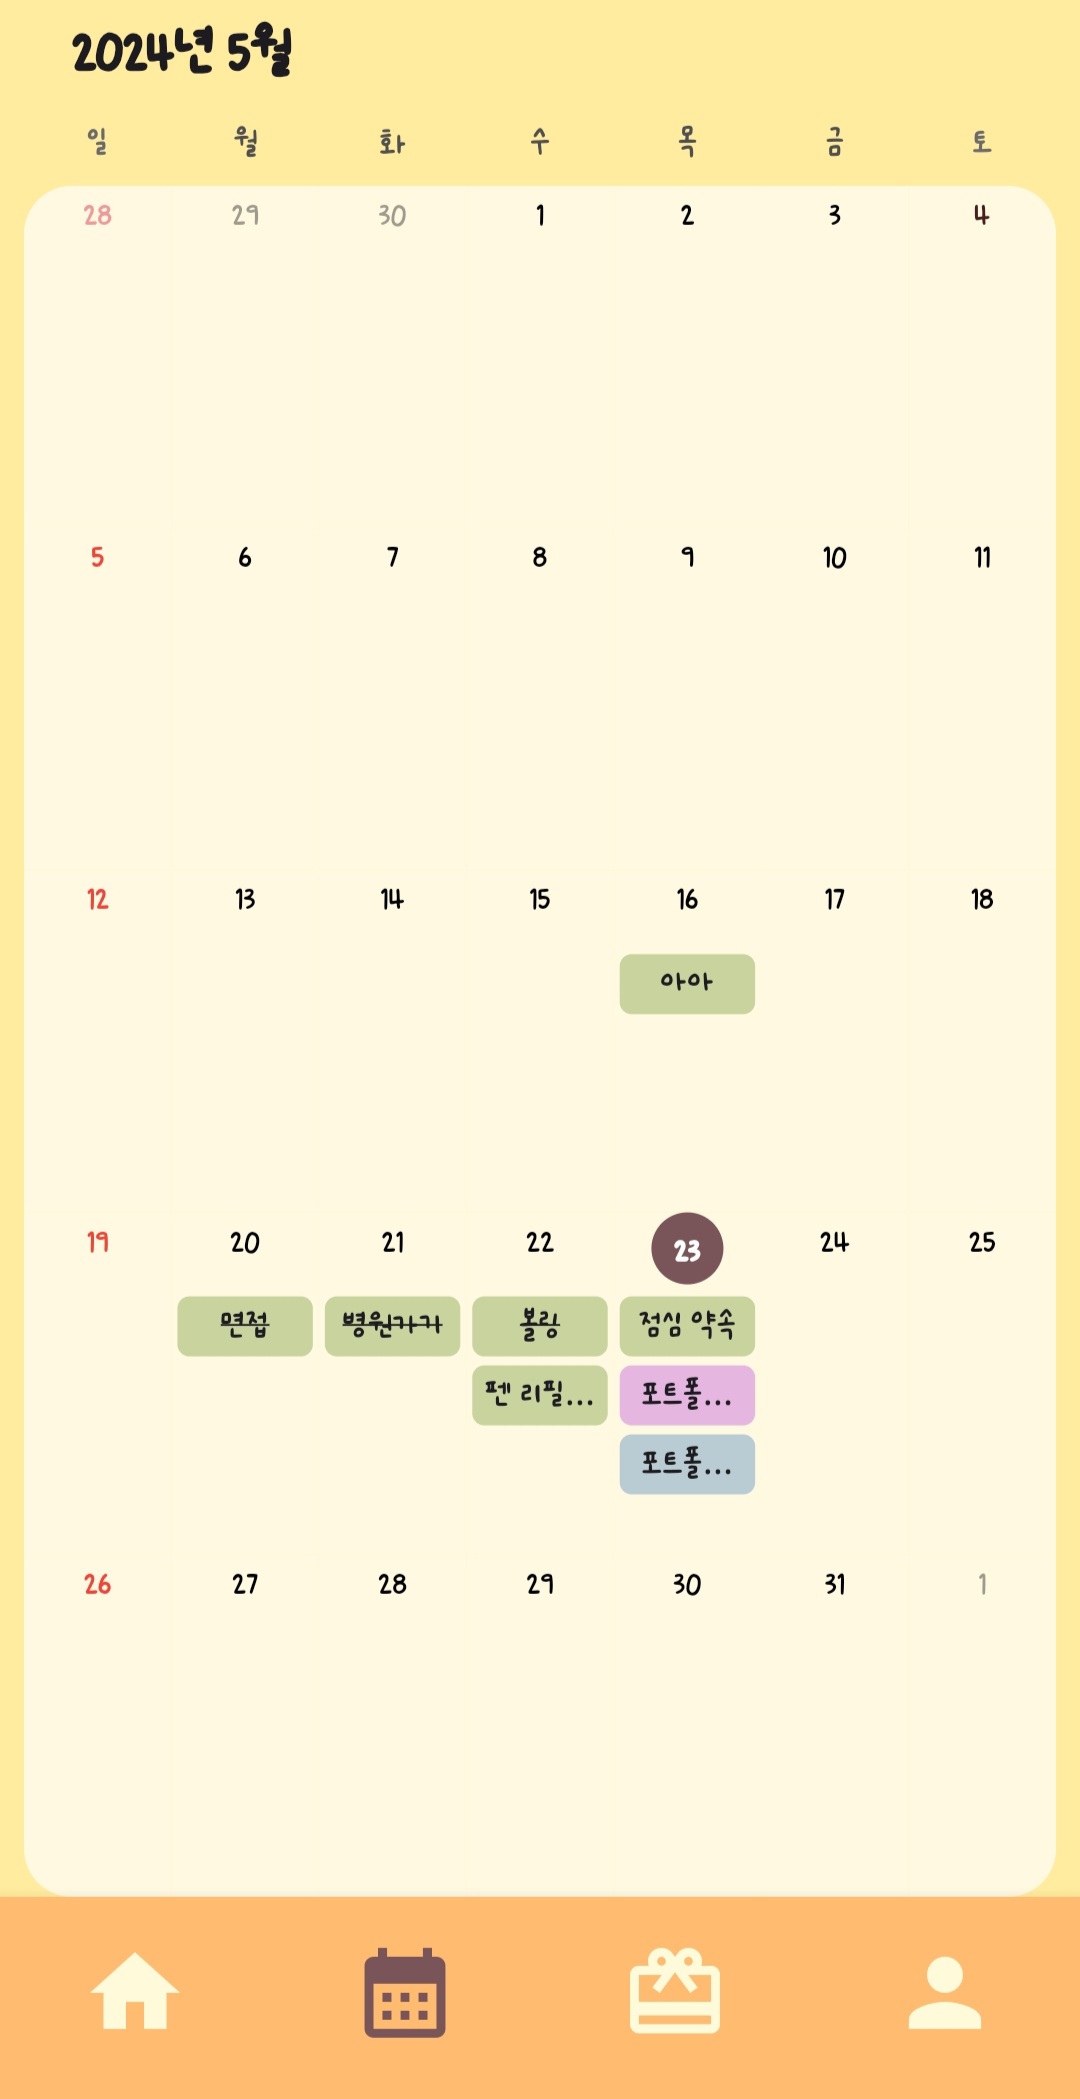 2024년 5월
일 월 화 수 목 금 토
28 29 30 1 2 3 4
5 6 7 8 9 10 11
12 13 14 15 16 17 18
아아
19 20 21 22 23 24 25
면접 병원가기 볼링 점심 약속
펜 리필... 포트폴...
포트폴...
26 27 28 29 30 31 1